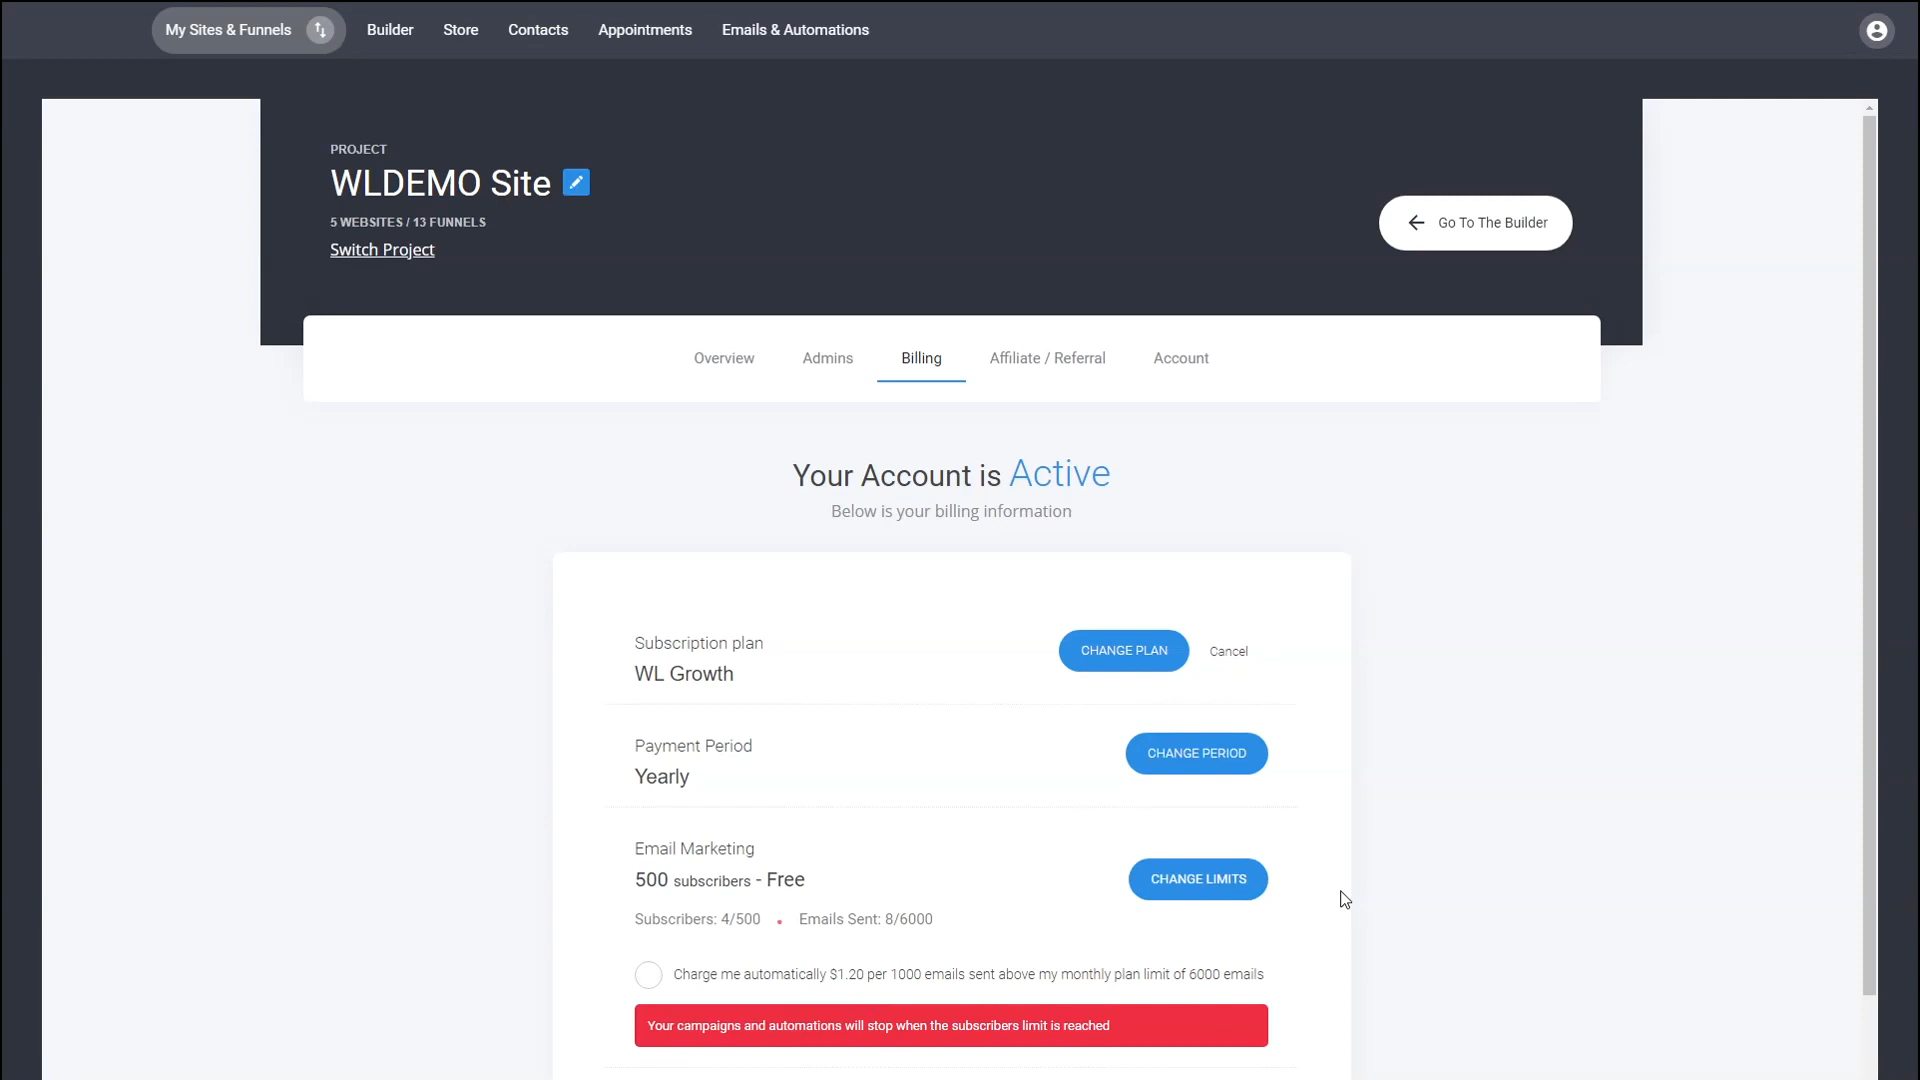 My Sites & Funnels
Builder
Store
Contacts
Appointments
Emails & Automations
PROJECT
WLDEMO Site
5 WEBSITES / 13 FUNNELS
Switch Project
Go To The Builder
Overview
Admins
Billing
Affiliate / Referral
Account
Your Account is Active
Below is your billing information
Subscription plan
WL Growth
CHANGE PLAN
Cancel
Payment Period
Yearly
CHANGE PERIOD
Email Marketing
500 subscribers - Free
CHANGE LIMITS
Subscribers: 4/500 • Emails Sent: 8/6000
Charge me automatically $1.20 per 1000 emails sent above my monthly plan limit of 6000 emails
Your campaigns and automations will stop when the subscribers limit is reached